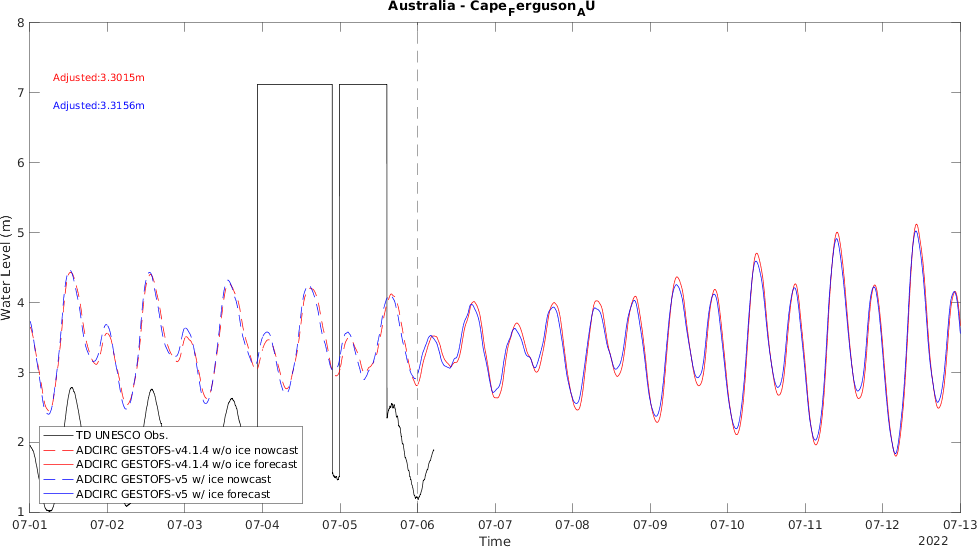 Australia - Cape_Ferguson_AU
8
Adjusted:3.3015m
7
Adjusted:3.3156m
6
5
Water Level (m)
4
3
2
TD UNESCO Obs.
ADCIRC GESTOFS-v4.1.4 w/o ice nowcast
ADCIRC GESTOFS-v4.1.4 w/o ice forecast
ADCIRC GESTOFS-v5 w/ ice nowcast
ADCIRC GESTOFS-v5 w/ ice forecast
1
07-01 07-02 07-03 07-04 07-05 07-06 07-07 07-08 07-09 07-10 07-11 07-12 07-13
Time
2022